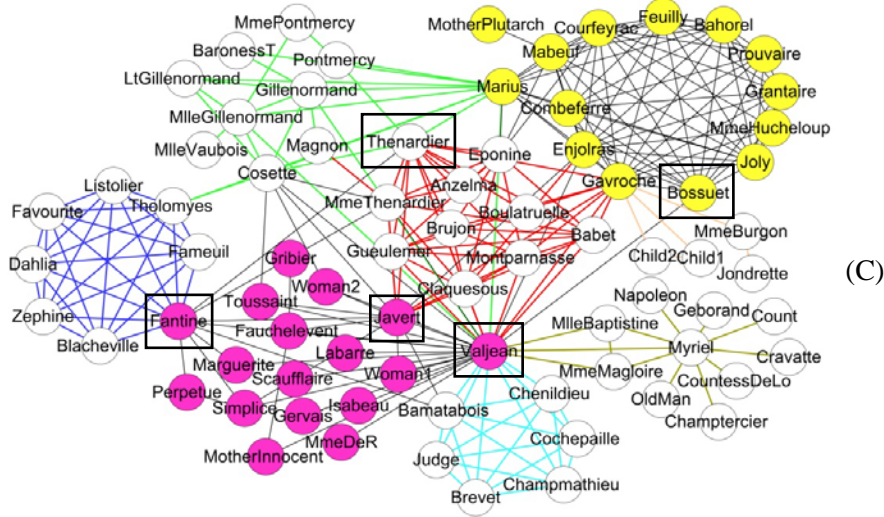 MmePontmercy
MotherPlutarch
Courfeyrac
Feuilly
Bahorel
BaronessT
Pontmercy
Mabeuf
Prouvaire
LtGillenormand
Gillenormand
Marius
Grantaire
MlleGillenormand
Combeferre
MmeHucheloup
MlleVaubois
Magnon
Thenardier
Eponine
Enjolras
Joly
Cosette
Anzelma
Gavroche
Bossuet
Listolier
Tholomyes
MmeThenardier
Boulatruelle
Favourite
Brujon
Babet
MmeBurgon
Fameuil
Gribier
Gueulemer
Montparnasse
Child2
Child1
Jondrette
(C)
Dahlia
Woman2
Claquesous
Napoleon
Geborand
Count
Zephine
Fantine
Toussaint
Fauchelevent
Javert
MlleBaptistine
Blacheville
Labarre
Valjean
Myriel
Cravatte
Marguerite
Scaufflaire
Woman1
MmeMagloire
CountessDeLo
Perpetue
Simplice
Gervais
Isabeau
Bamatabois
Chenildieu
OldMan
Champtercier
MotherInnocent
MmeDeR
Judge
Cochepaille
Brevet
Champmathieu